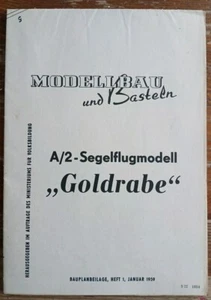 5
MODELLBAU
und Basteln
A/2-Segelflugmodell
„Goldrabe“
HERAUSGEGEBEN IM AUFTRAGE DES MINISTERIUMS FÜR VOLKSBILDUNG
BAUPLANBEILAGE, HEFT 1, JANUAR 1958